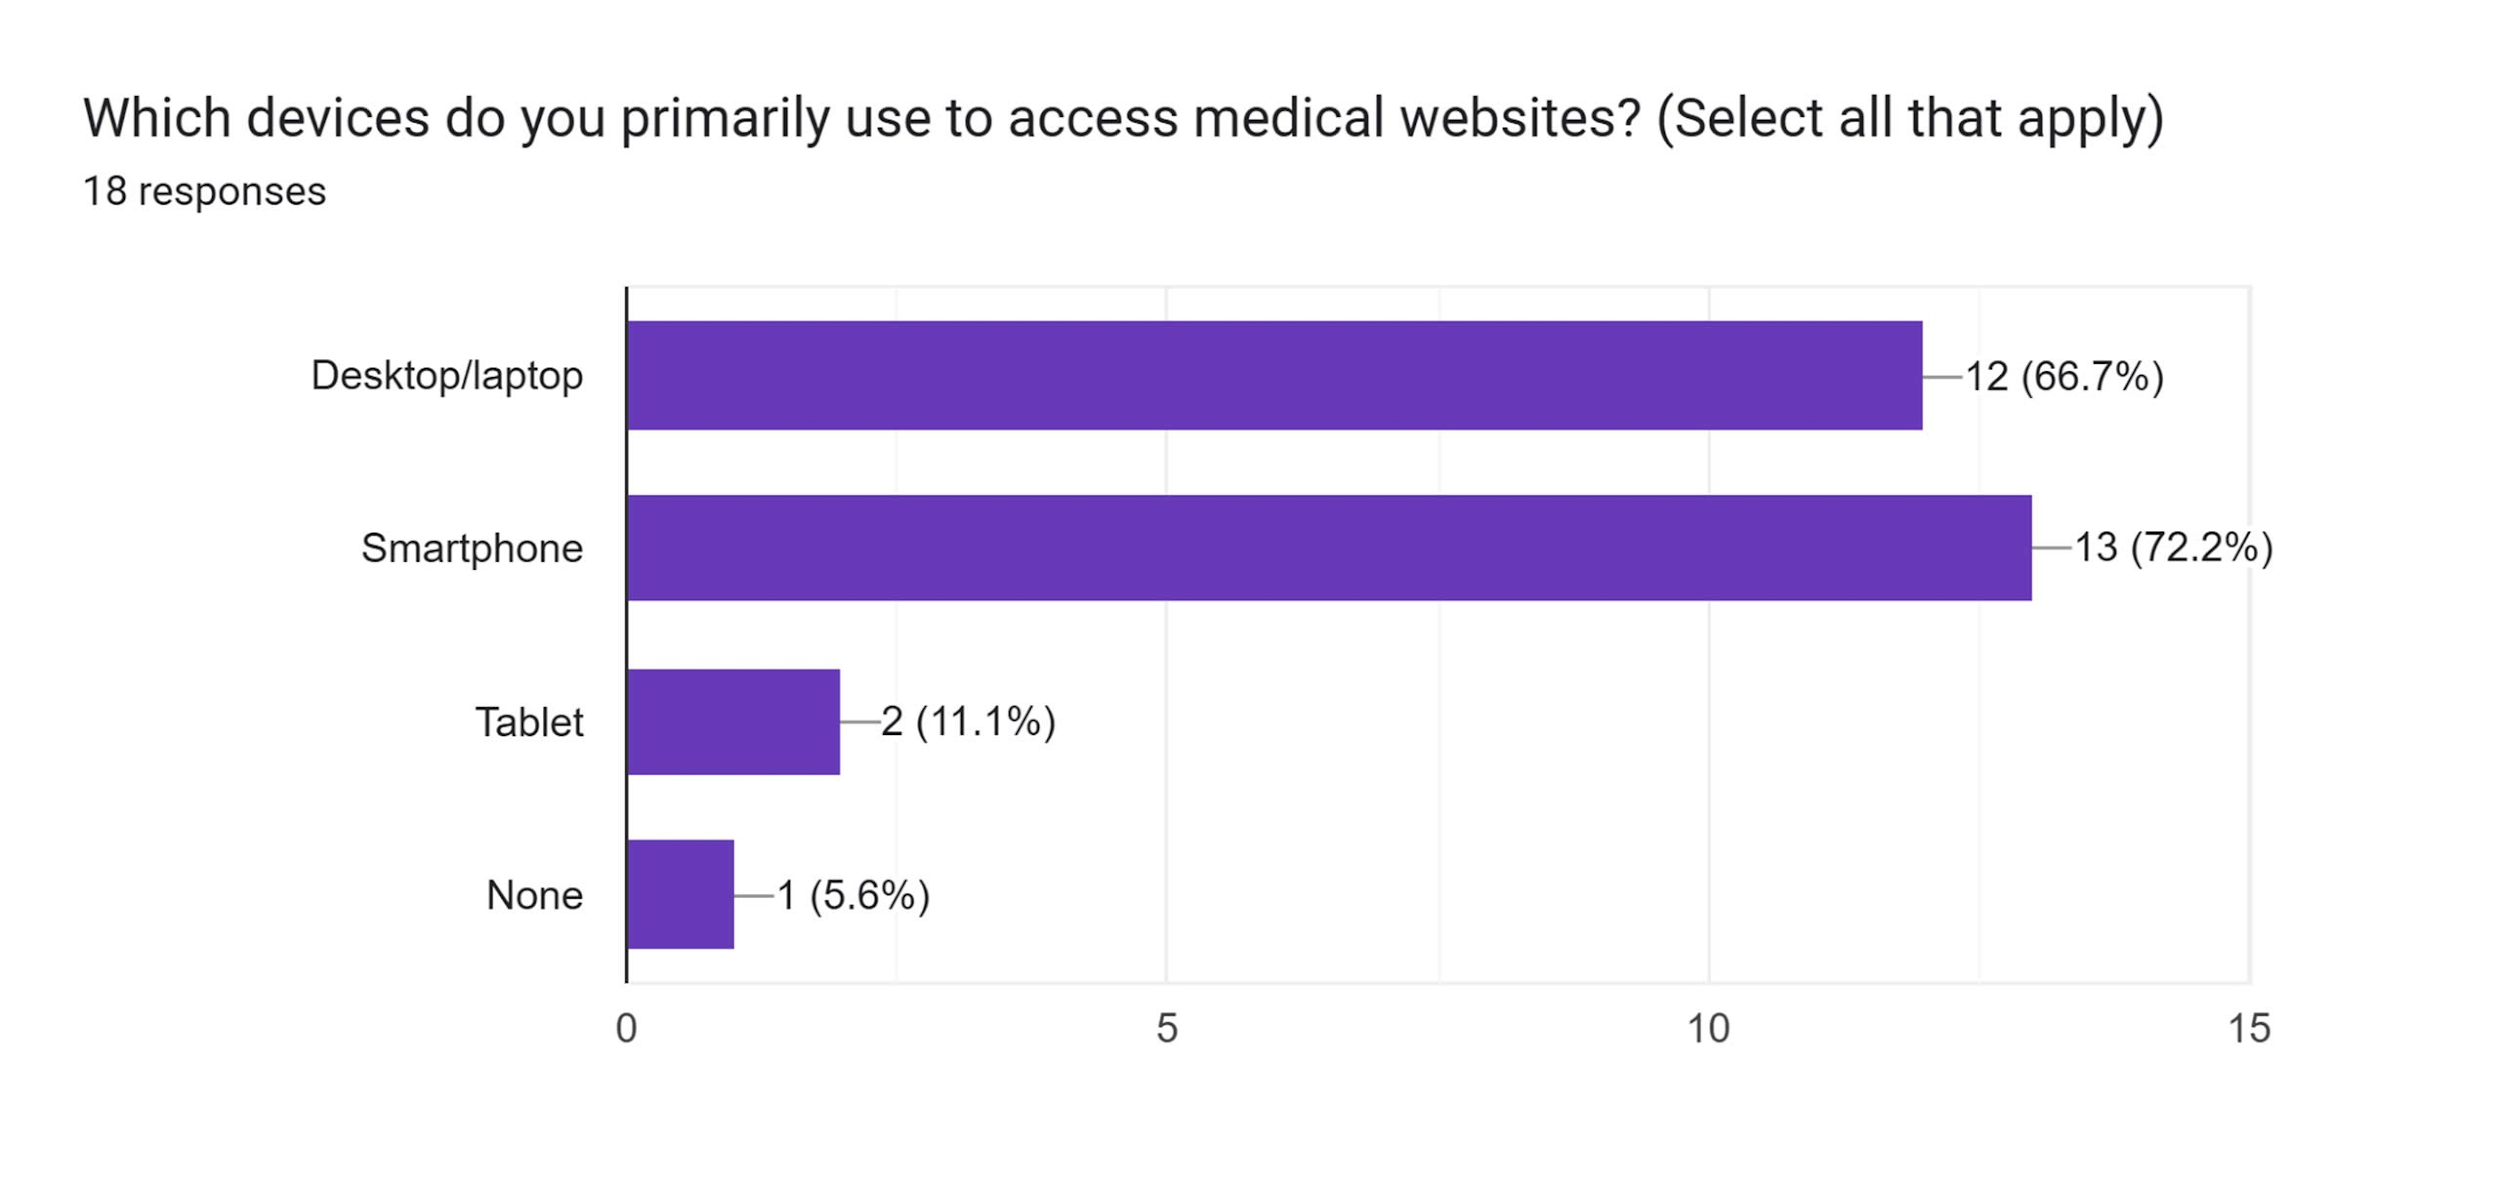 Which devices do you primarily use to access medical websites? (Select all that apply)
18 responses
Desktop/laptop 12 (66.7%)
Smartphone 13 (72.2%)
Tablet 2 (11.1%)
None 1 (5.6%)
0 5 10 15